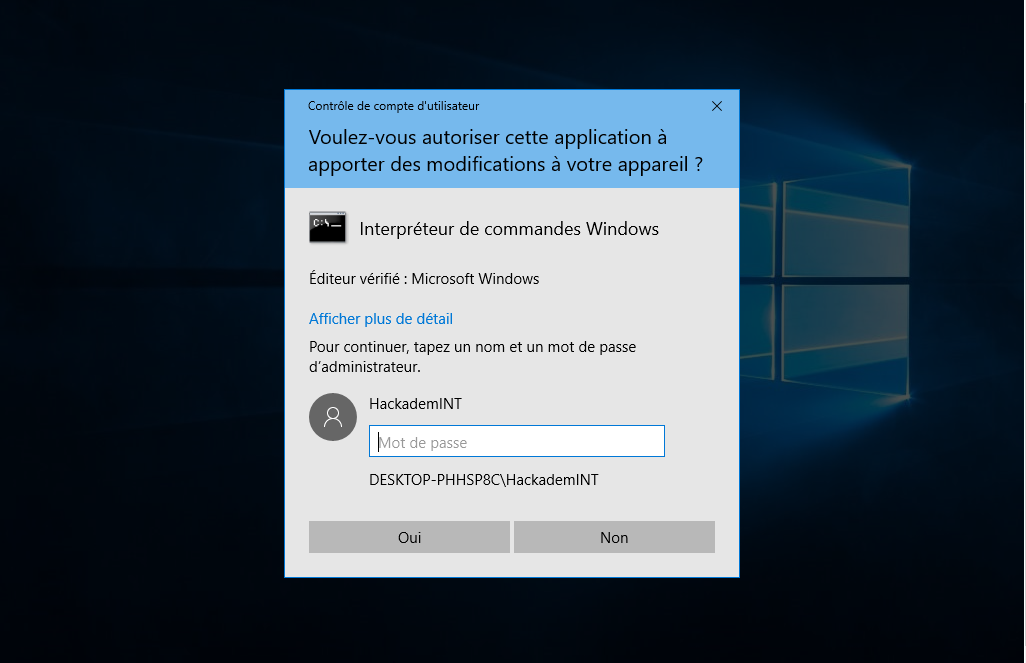 Contrôle de compte d'utilisateur
Voulez-vous autoriser cette application à
apporter des modifications à votre appareil ?
C:\_
Interpréteur de commandes Windows
Éditeur vérifié : Microsoft Windows
Afficher plus de détail
Pour continuer, tapez un nom et un mot de passe
d’administrateur.
HackademINT
Mot de passe
DESKTOP-PHHSP8C\HackademINT
Oui
Non